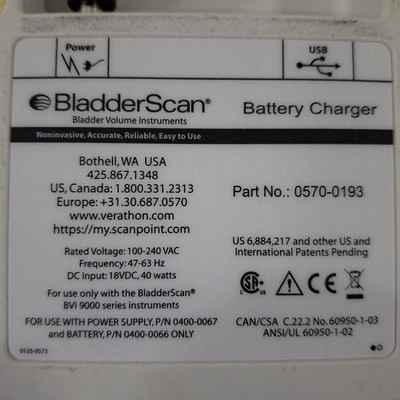 Power
USB
BladderScan®
Bladder Volume Instruments
Battery Charger
Noninvasive, Accurate, Reliable, Easy to Use
Bothell, WA USA
425.867.1348
US, Canada: 1.800.331.2313
Europe: +31.30.687.0570
www.verathon.com
https://my.scanpoint.com
Part No.: 0570-0193
Rated Voltage: 100-240 VAC
Frequency: 47-63 Hz
DC Input: 18VDC, 40 watts
US 6,884,217 and other US and
International Patents Pending
For use only with the BladderScan®
BVI 9000 series instruments
FOR USE WITH POWER SUPPLY, P/N 0400-0067
and BATTERY, P/N 0400-0066 ONLY
CAN/CSA C.22.2 No. 60950-1-03
ANSI/UL 60950-1-02
0125-0573